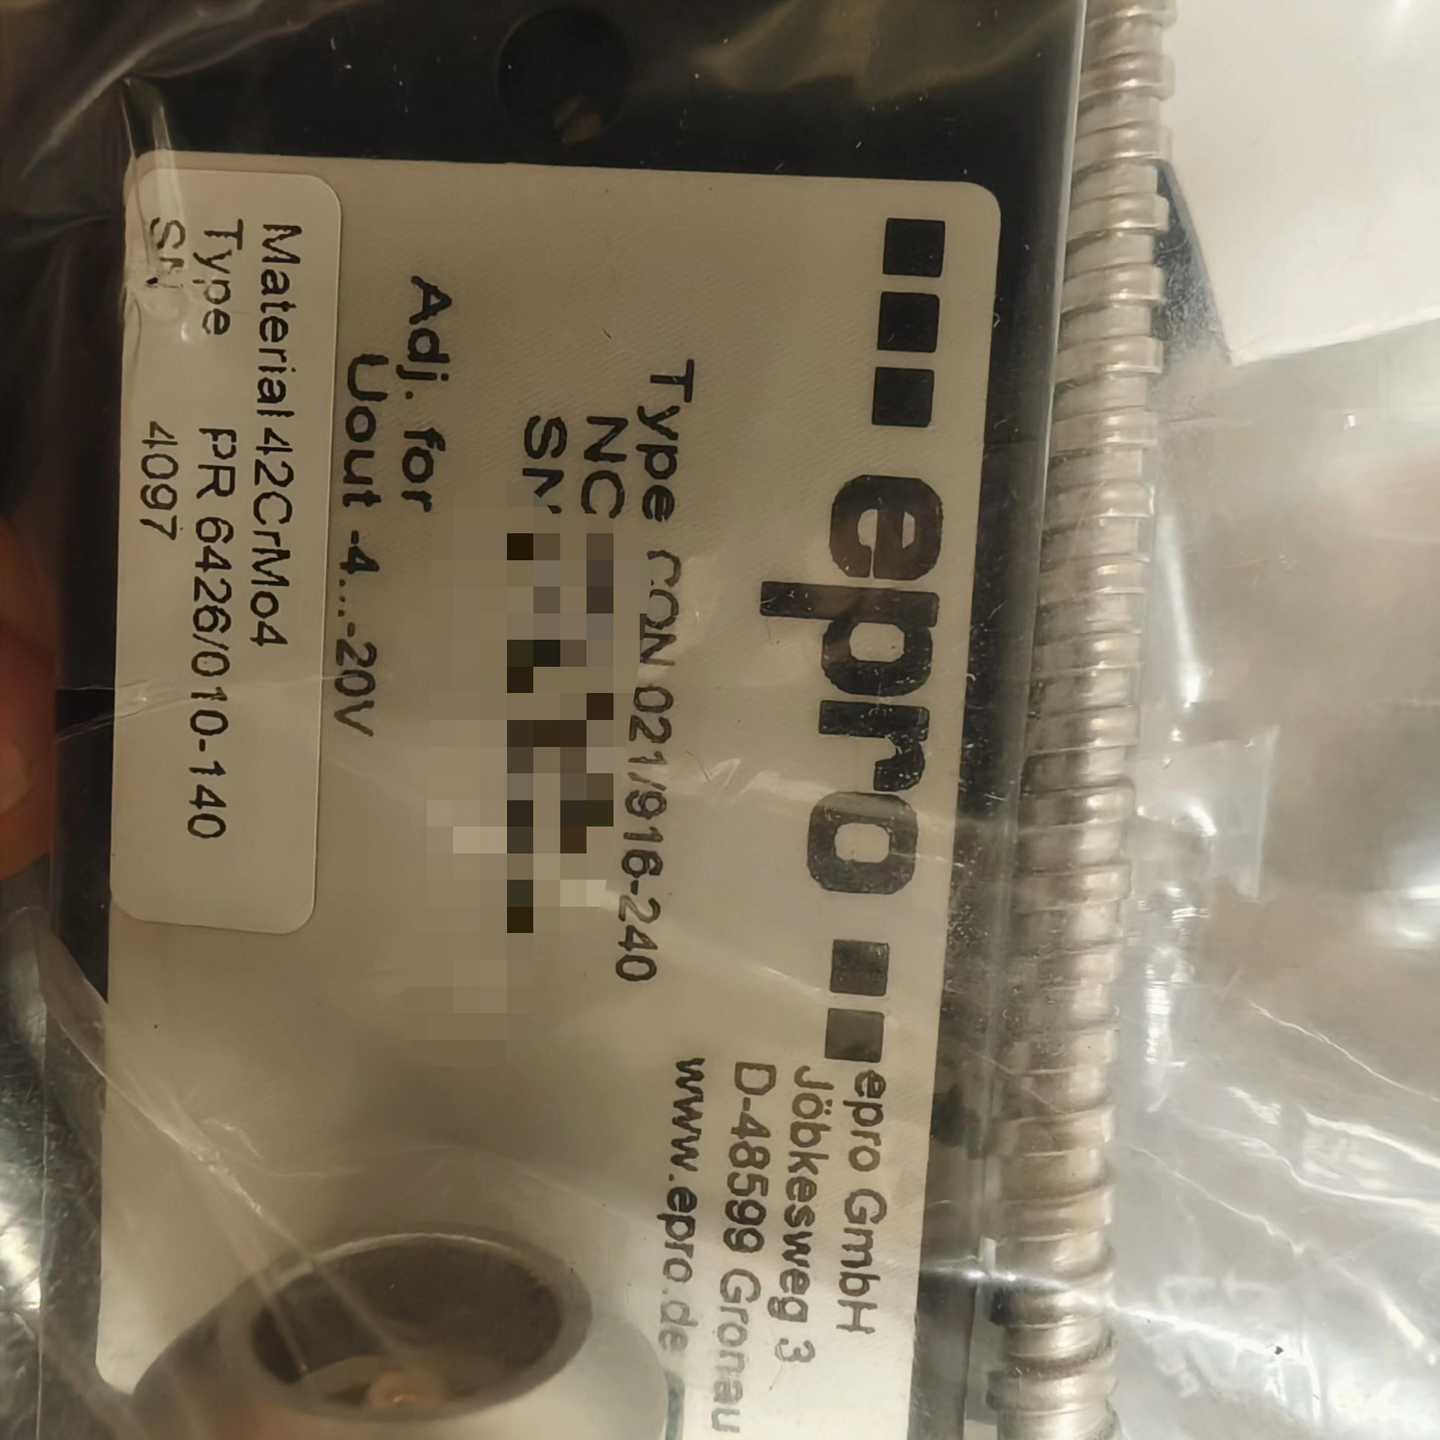 epro
epro GmbH
Jöbkesweg 3
D-48599 Gronau
www.epro.de
Type CON 021/916-240
NC
SN
Adj. for
Uout -4...-20V
Material 42CrMo4
Type PR 6426/010-140
SN 4097